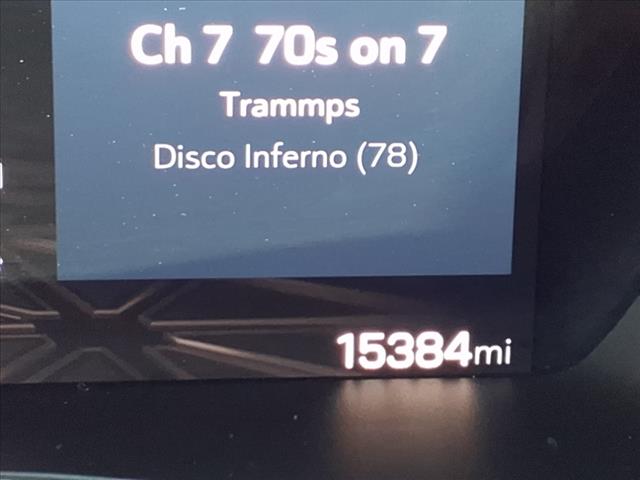 Ch 7 70s on 7
Trammps
Disco Inferno (78)
15384mi